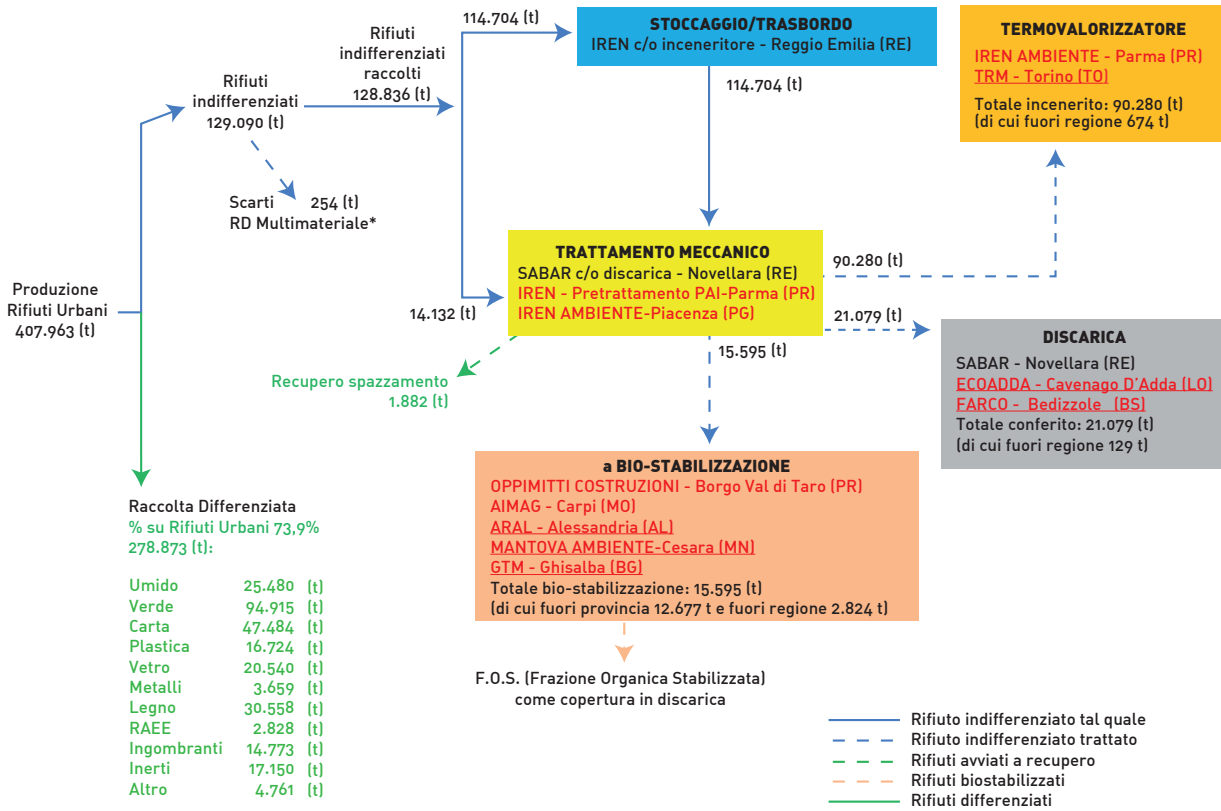 114.704 (t)
STOCCAGGIO/TRASBORDO
IREN c/o inceneritore - Reggio Emilia (RE)
TERMOVALORIZZATORE
IREN AMBIENTE - Parma (PR)
TRM - Torino (TO)
Totale incenerito: 90.280 (t)
(di cui fuori regione 674 t)
Rifiuti
indifferenziati
raccolti
128.836 (t)
Rifiuti
indifferenziati
129.090 (t)
114.704 (t)
Scarti 254 (t)
RD Multimateriale*
TRATTAMENTO MECCANICO
SABAR c/o discarica - Novellara (RE)
IREN - Pretrattamento PAI-Parma (PR)
IREN AMBIENTE-Piacenza (PG)
90.280 (t)
Produzione
Rifiuti Urbani
407.963 (t)
14.132 (t)
21.079 (t)
15.595 (t)
DISCARICA
SABAR - Novellara (RE)
ECOADDA - Cavenago D'Adda (LO)
FARCO - Bedizzole (BS)
Totale conferito: 21.079 (t)
(di cui fuori regione 129 t)
Recupero spazzamento
1.882 (t)
a BIO-STABILIZZAZIONE
OPPIMITTI COSTRUZIONI - Borgo Val di Taro (PR)
AIMAG - Carpi (MO)
ARAL - Alessandria (AL)
MANTOVA AMBIENTE-Cesara (MN)
GTM - Ghisalba (BG)
Totale bio-stabilizzazione: 15.595 (t)
(di cui fuori provincia 12.677 t e fuori regione 2.824 t)
Raccolta Differenziata
% su Rifiuti Urbani 73,9%
278.873 (t):
Umido 25.480 (t)
Verde 94.915 (t)
Carta 47.484 (t)
Plastica 16.724 (t)
Vetro 20.540 (t)
Metalli 3.659 (t)
Legno 30.558 (t)
RAEE 2.828 (t)
Ingombranti 14.773 (t)
Inerti 17.150 (t)
Altro 4.761 (t)
F.O.S. (Frazione Organica Stabilizzata)
come copertura in discarica
Rifiuto indifferenziato tal quale
Rifiuto indifferenziato trattato
Rifiuti avviati a recupero
Rifiuti biostabilizzati
Rifiuti differenziati